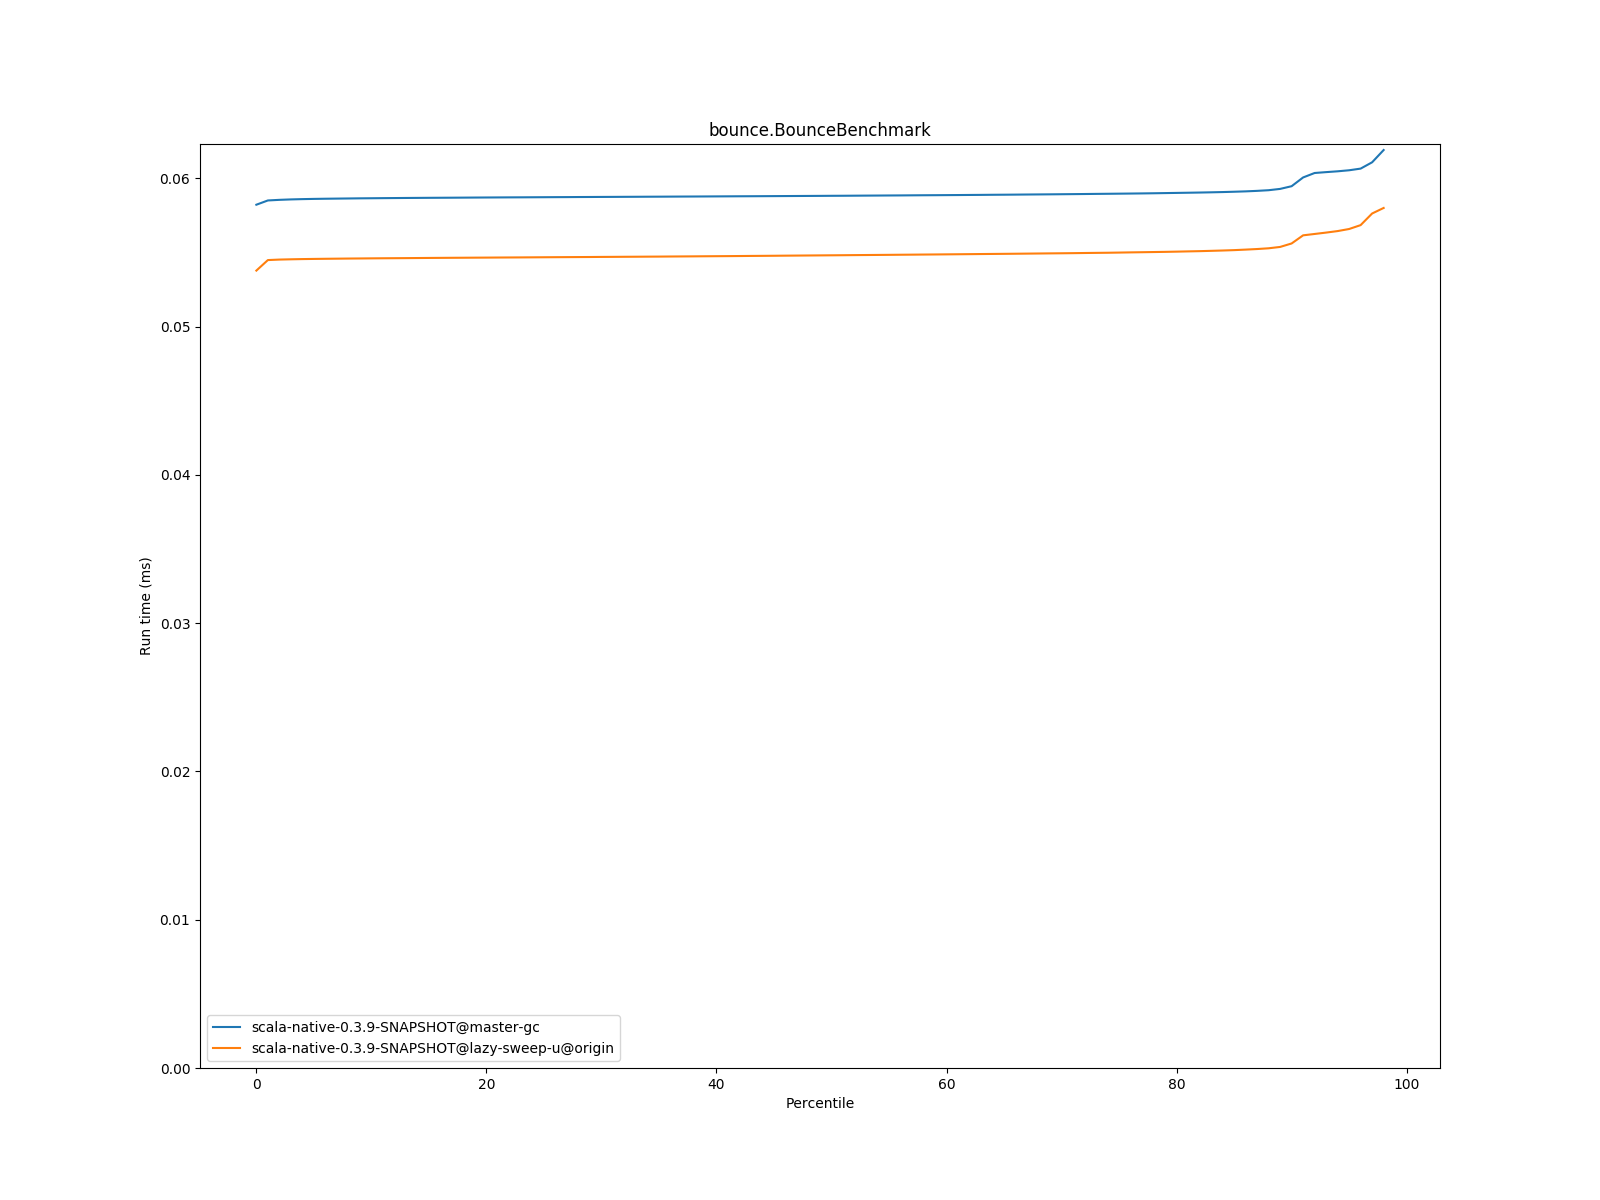 bounce.BounceBenchmark
0.06
0.05
0.04
0.03
0.02
0.01
0.00
Run time (ms)
scala-native-0.3.9-SNAPSHOT@master-gc
scala-native-0.3.9-SNAPSHOT@lazy-sweep-u@origin
0 20 40 60 80 100
Percentile